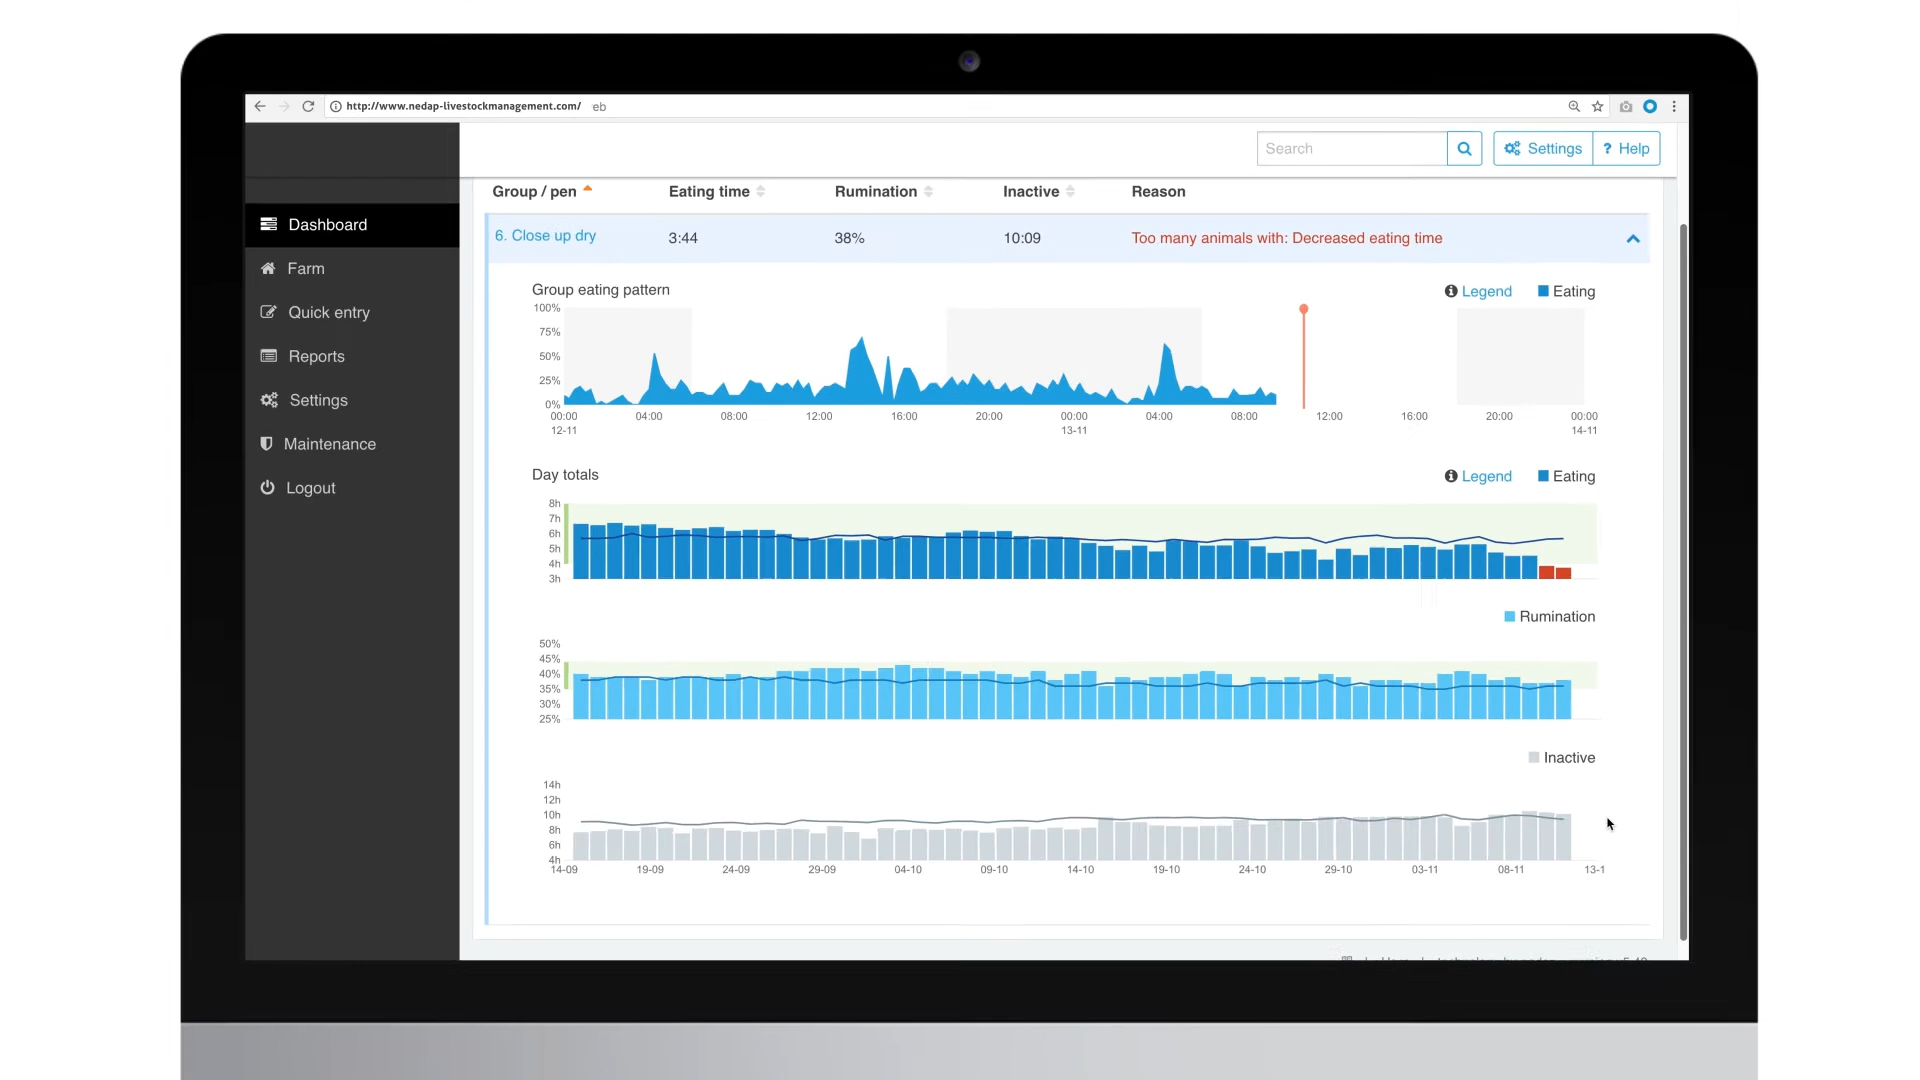 http://www.nedap-livestockmanagement.com/ eb
Search
Settings
? Help
Group / pen
Eating time
Rumination
Inactive
Reason
Dashboard
Farm
Quick entry
Reports
Settings
Maintenance
Logout
6. Close up dry
3:44
38%
10:09
Too many animals with: Decreased eating time
Group eating pattern
Legend
Eating
100%
75%
50%
25%
0%
00:00 04:00 08:00 12:00 16:00 20:00 00:00 04:00 08:00 12:00 16:00 20:00 00:00
12-11 13-11 14-11
Day totals
Legend
Eating
8h
7h
6h
5h
4h
3h
Rumination
50%
45%
40%
35%
30%
25%
Inactive
14h
12h
10h
8h
6h
4h
14-09 19-09 24-09 29-09 04-10 09-10 14-10 19-10 24-10 29-10 03-11 08-11 13-1